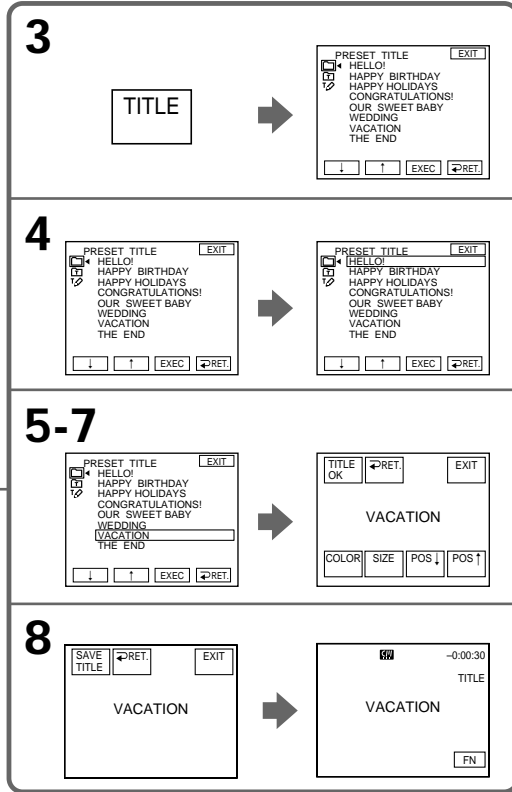 3
TITLE
PRESET TITLE EXIT
HELLO!
HAPPY BIRTHDAY
HAPPY HOLIDAYS
CONGRATULATIONS!
OUR SWEET BABY
WEDDING
VACATION
THE END
↓ ↑ EXEC RET.
4
PRESET TITLE EXIT
HELLO!
HAPPY BIRTHDAY
HAPPY HOLIDAYS
CONGRATULATIONS!
OUR SWEET BABY
WEDDING
VACATION
THE END
↓ ↑ EXEC RET.
PRESET TITLE EXIT
HELLO!
HAPPY BIRTHDAY
HAPPY HOLIDAYS
CONGRATULATIONS!
OUR SWEET BABY
WEDDING
VACATION
THE END
↓ ↑ EXEC RET.
5-7
PRESET TITLE EXIT
HELLO!
HAPPY BIRTHDAY
HAPPY HOLIDAYS
CONGRATULATIONS!
OUR SWEET BABY
WEDDING
VACATION
THE END
↓ ↑ EXEC RET.
TITLE OK RET. EXIT
VACATION
COLOR SIZE POS↓ POS↑
8
SAVE TITLE RET. EXIT
VACATION
–0:00:30
TITLE
VACATION
FN